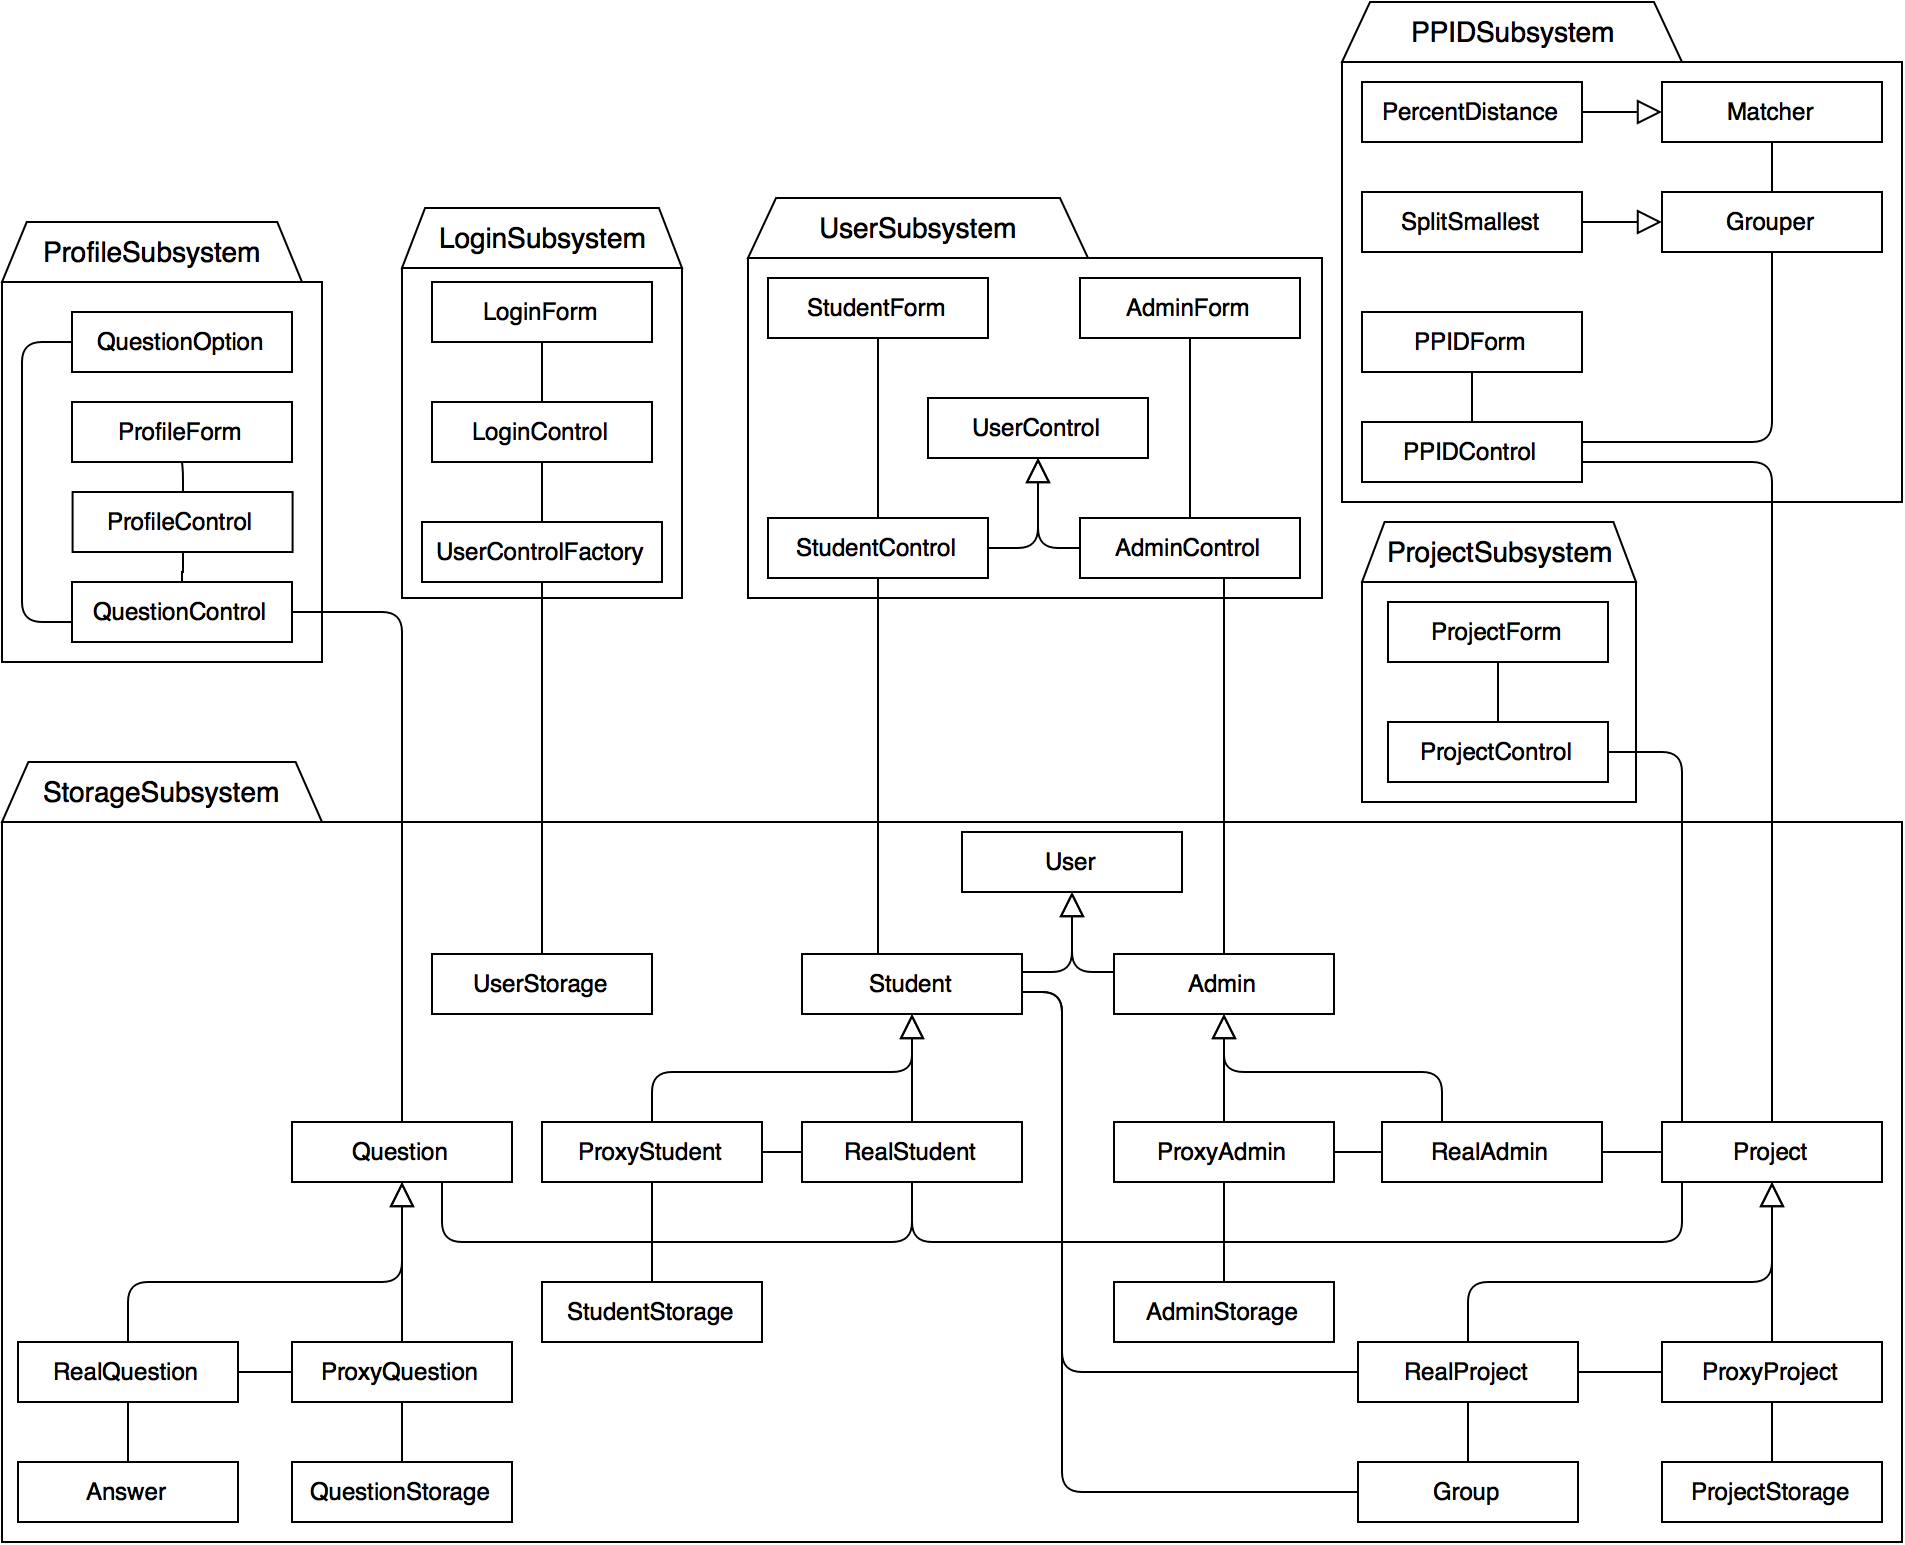 PPIDSubsystem
PercentDistance
Matcher
SplitSmallest
Grouper
PPIDForm
PPIDControl
UserSubsystem
StudentForm
AdminForm
UserControl
StudentControl
AdminControl
LoginSubsystem
LoginForm
LoginControl
UserControlFactory
ProfileSubsystem
QuestionOption
ProfileForm
ProfileControl
QuestionControl
ProjectSubsystem
ProjectForm
ProjectControl
StorageSubsystem
User
UserStorage
Student
Admin
Question
ProxyStudent
RealStudent
ProxyAdmin
RealAdmin
Project
StudentStorage
AdminStorage
RealQuestion
ProxyQuestion
RealProject
ProxyProject
Answer
QuestionStorage
Group
ProjectStorage